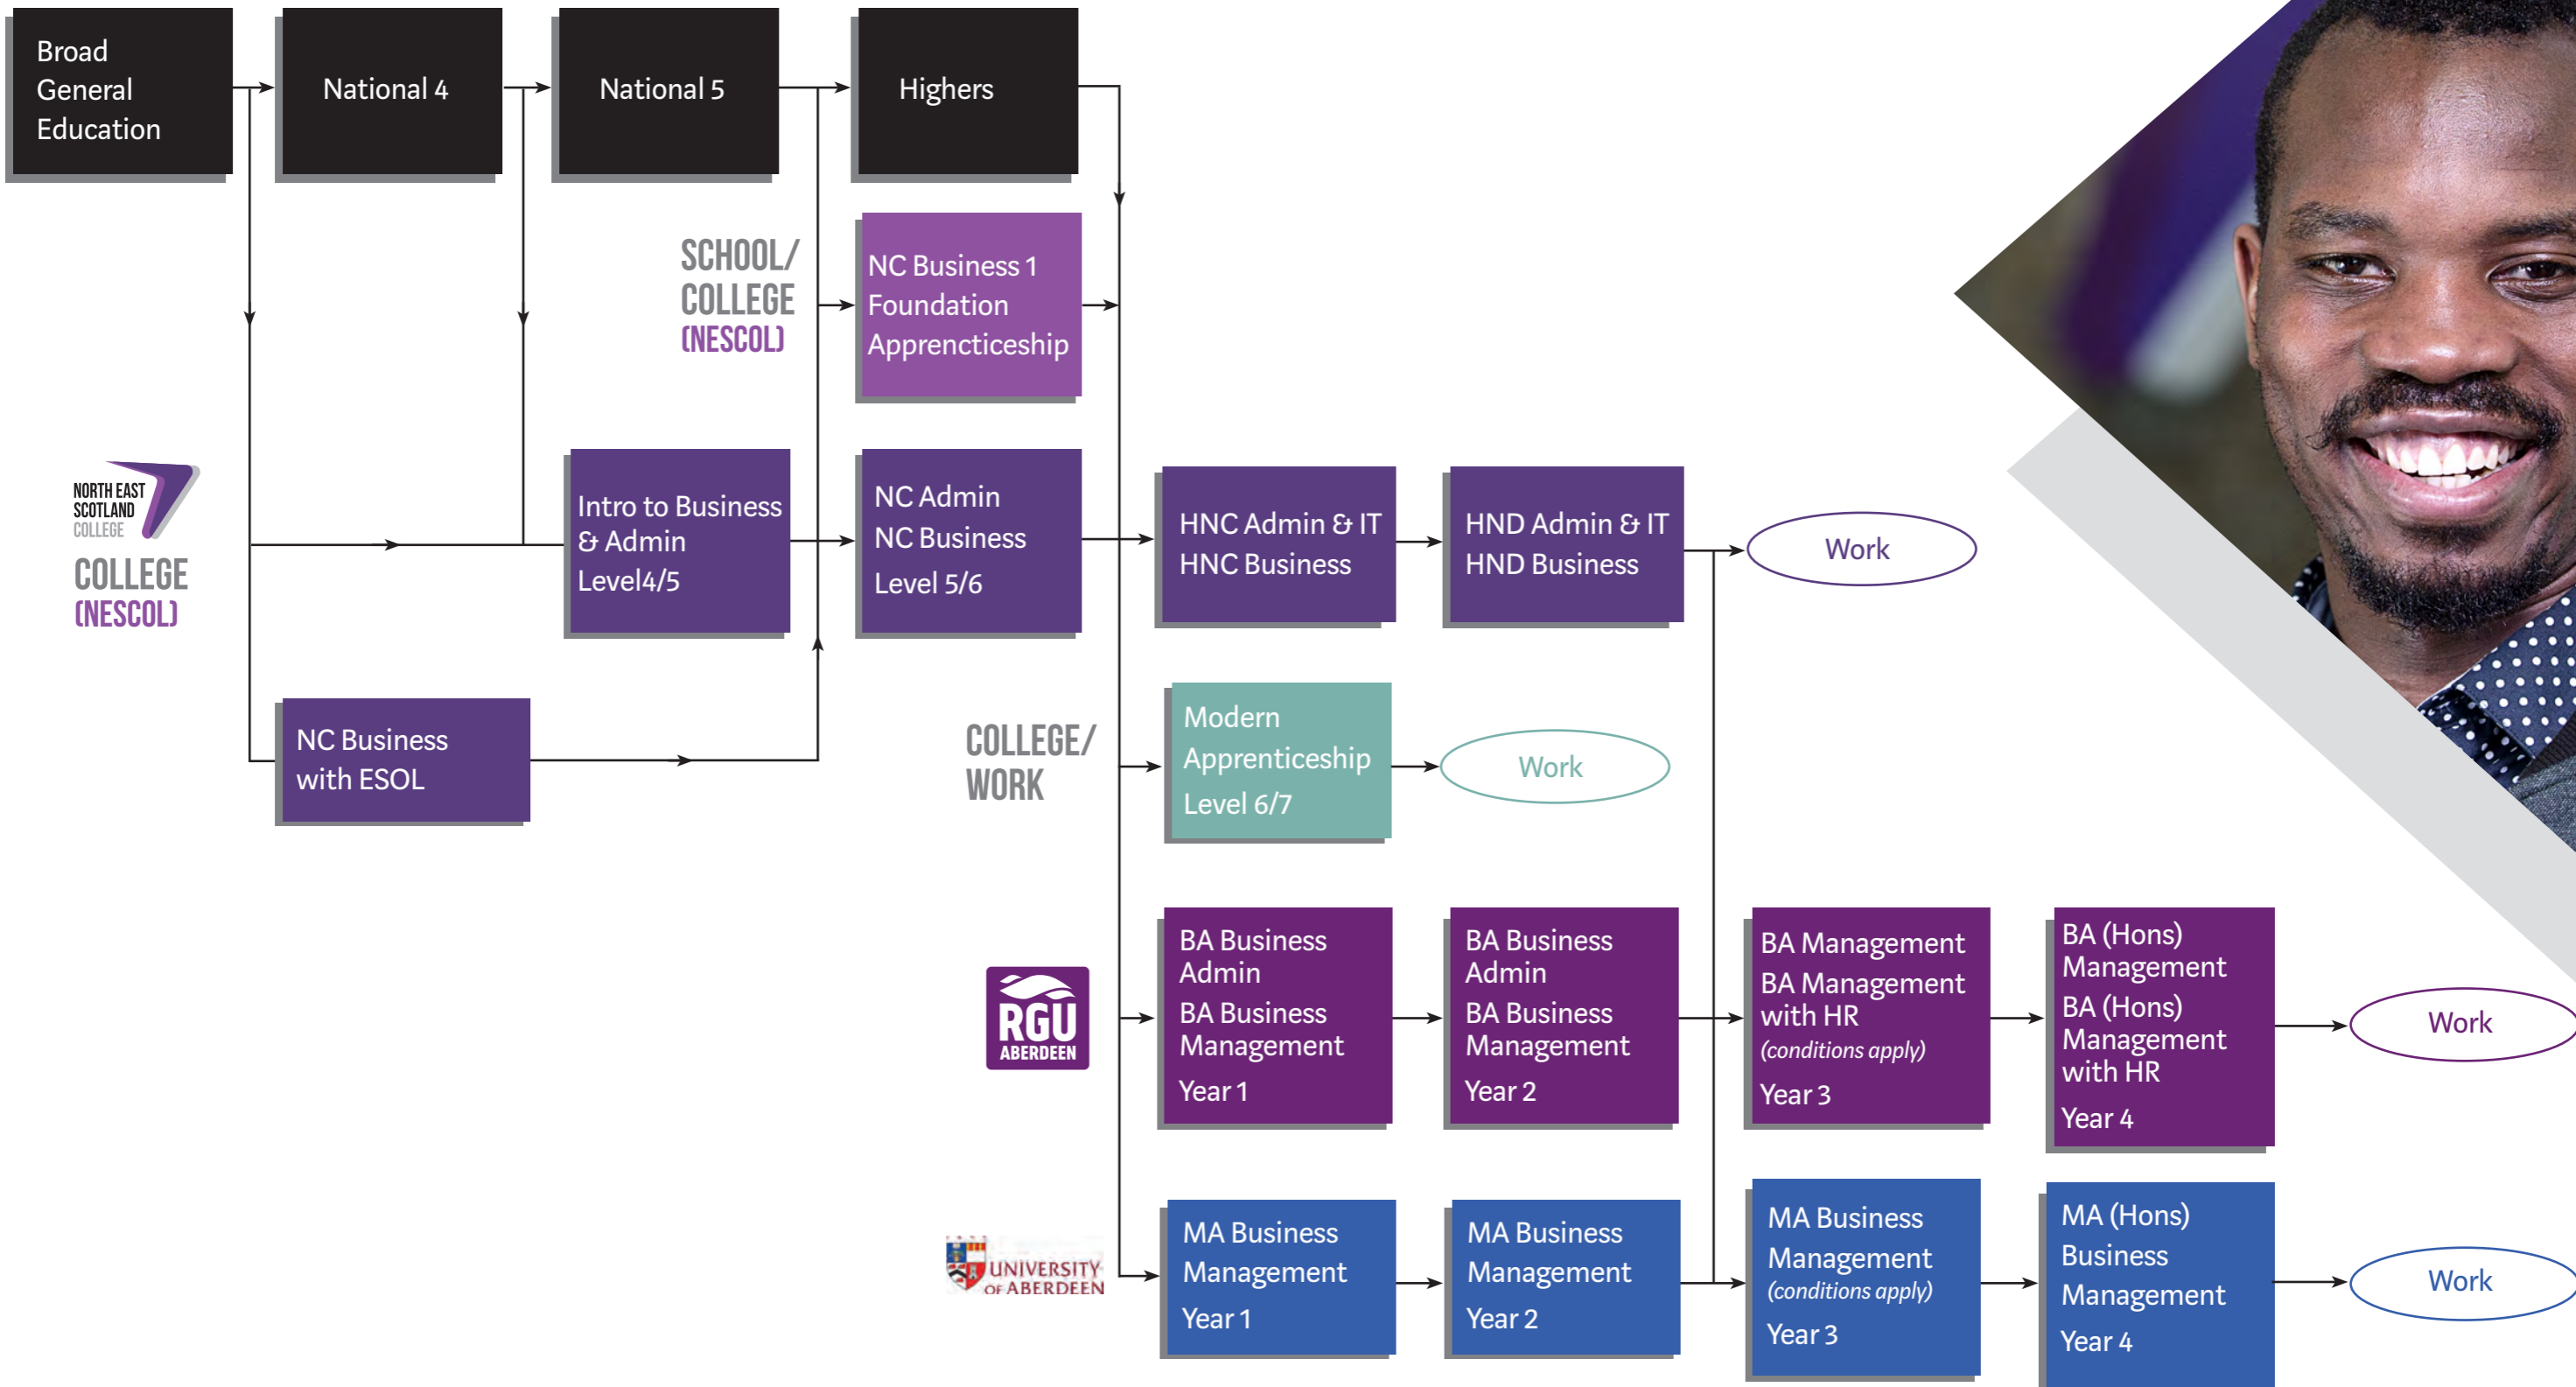 Broad
General
Education
National 4
National 5
Highers
SCHOOL/
COLLEGE
(NESCOL)
NC Business 1
Foundation
Apprencticeship
NORTH EAST
SCOTLAND
COLLEGE
COLLEGE
(NESCOL)
Intro to Business
& Admin
Level4/5
NC Admin
NC Business
Level 5/6
HNC Admin & IT
HNC Business
HND Admin & IT
HND Business
Work
NC Business
with ESOL
COLLEGE/
WORK
Modern
Apprenticeship
Level 6/7
Work
RGU
ABERDEEN
BA Business
Admin
BA Business
Management
Year 1
BA Business
Admin
BA Business
Management
Year 2
BA Management
BA Management
with HR
(conditions apply)
Year 3
BA (Hons)
Management
BA (Hons)
Management
with HR
Year 4
Work
UNIVERSITY
OF ABERDEEN
MA Business
Management
Year 1
MA Business
Management
Year 2
MA Business
Management
(conditions apply)
Year 3
MA (Hons)
Business
Management
Year 4
Work